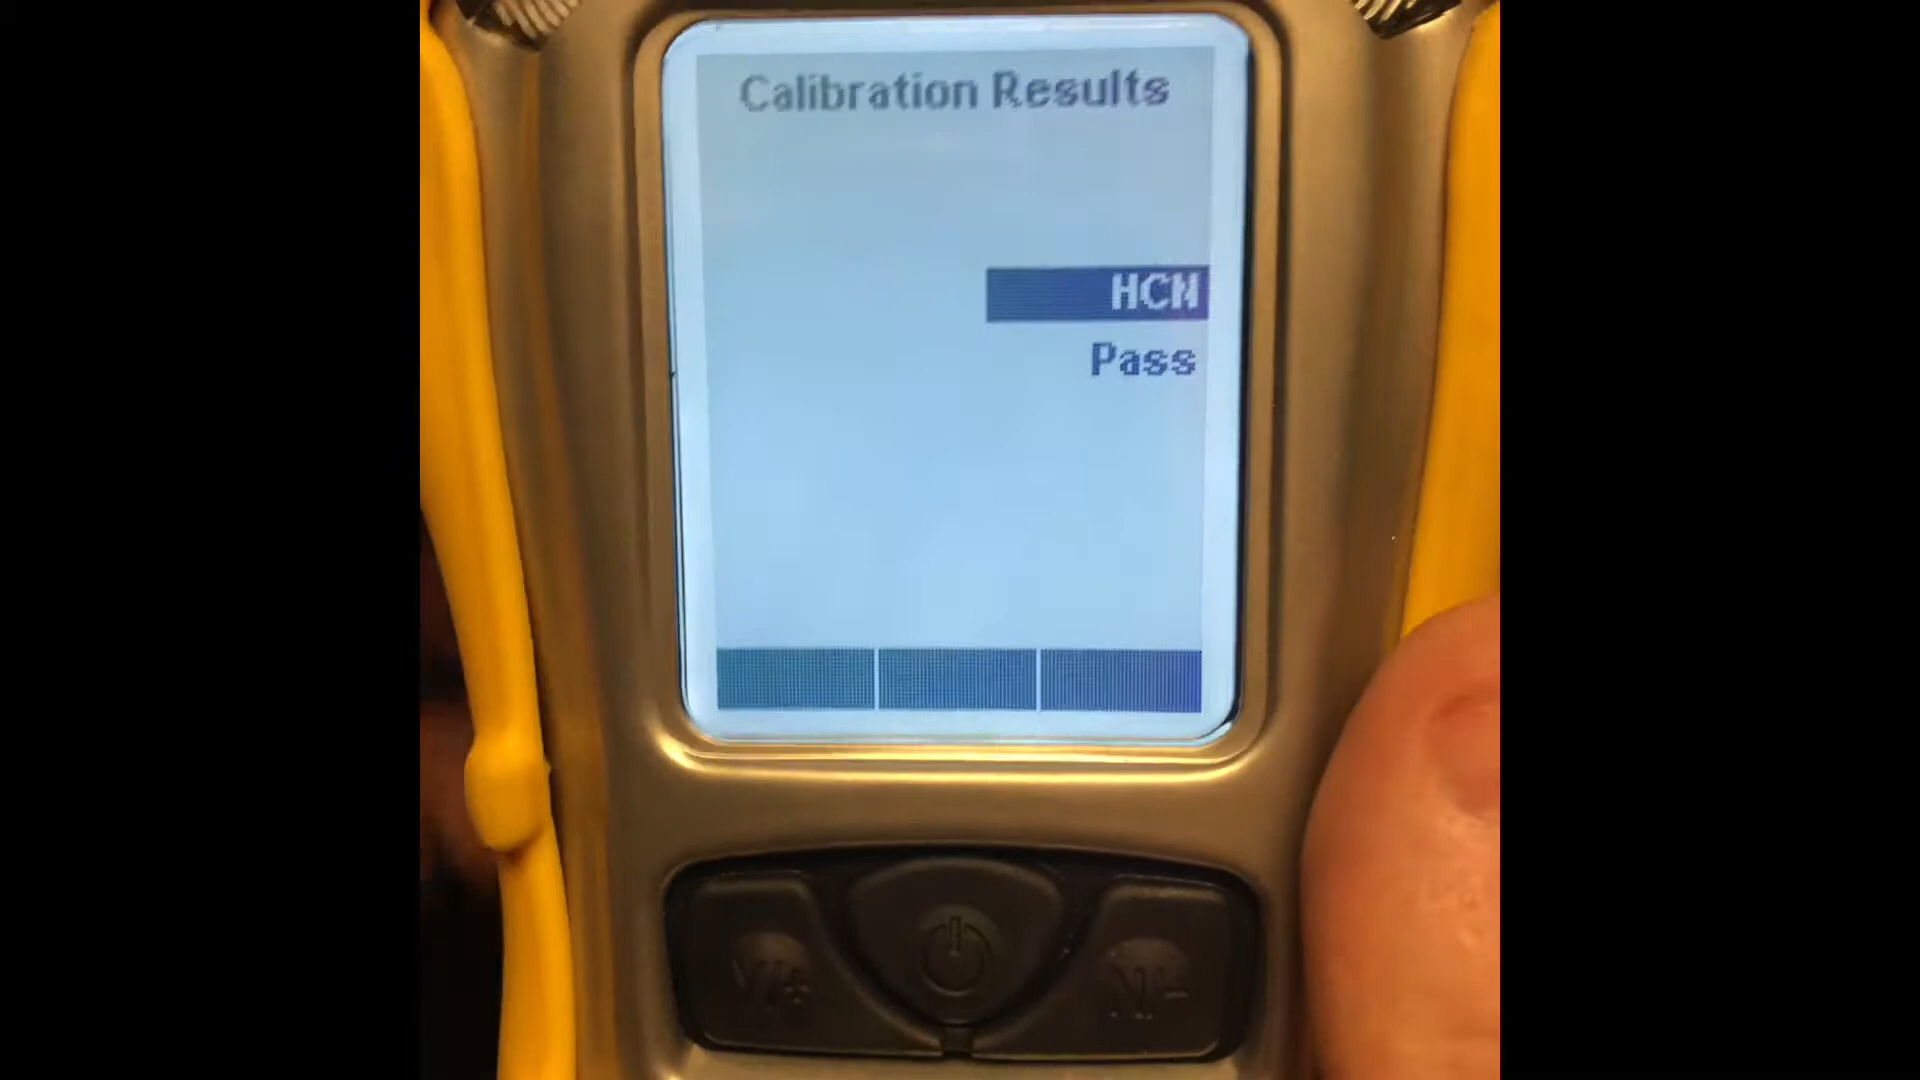 Calibration Results
HCN
Pass
Y/+
N/-